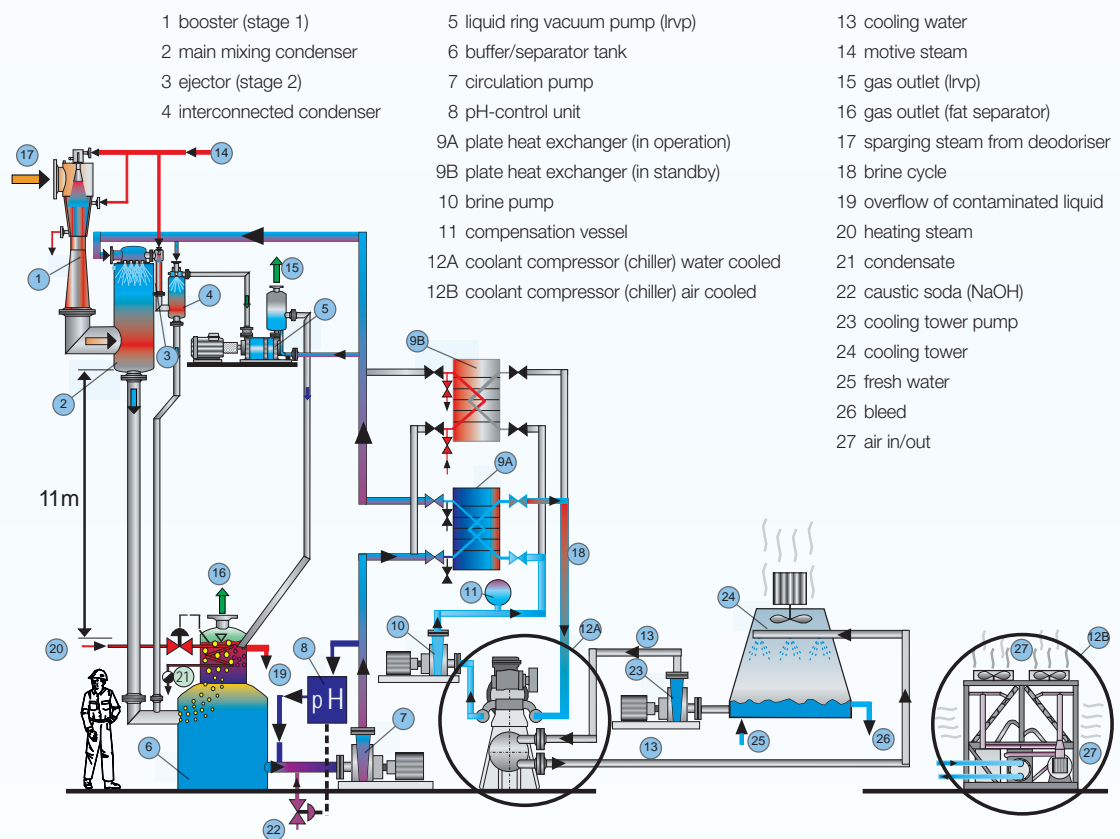 1 booster (stage 1)
2 main mixing condenser
3 ejector (stage 2)
4 interconnected condenser
5 liquid ring vacuum pump (lrvp)
6 buffer/separator tank
7 circulation pump
8 pH-control unit
9A plate heat exchanger (in operation)
9B plate heat exchanger (in standby)
10 brine pump
11 compensation vessel
12A coolant compressor (chiller) water cooled
12B coolant compressor (chiller) air cooled
13 cooling water
14 motive steam
15 gas outlet (lrvp)
16 gas outlet (fat separator)
17 sparging steam from deodoriser
18 brine cycle
19 overflow of contaminated liquid
20 heating steam
21 condensate
22 caustic soda (NaOH)
23 cooling tower pump
24 cooling tower
25 fresh water
26 bleed
27 air in/out
17
14
1
15
4
5
3
2
9B
11m
9A
18
16
11
12A
24
13
12B
27
10
13
20
8
19
23
21
pH
7
6
13
25
26
27
22